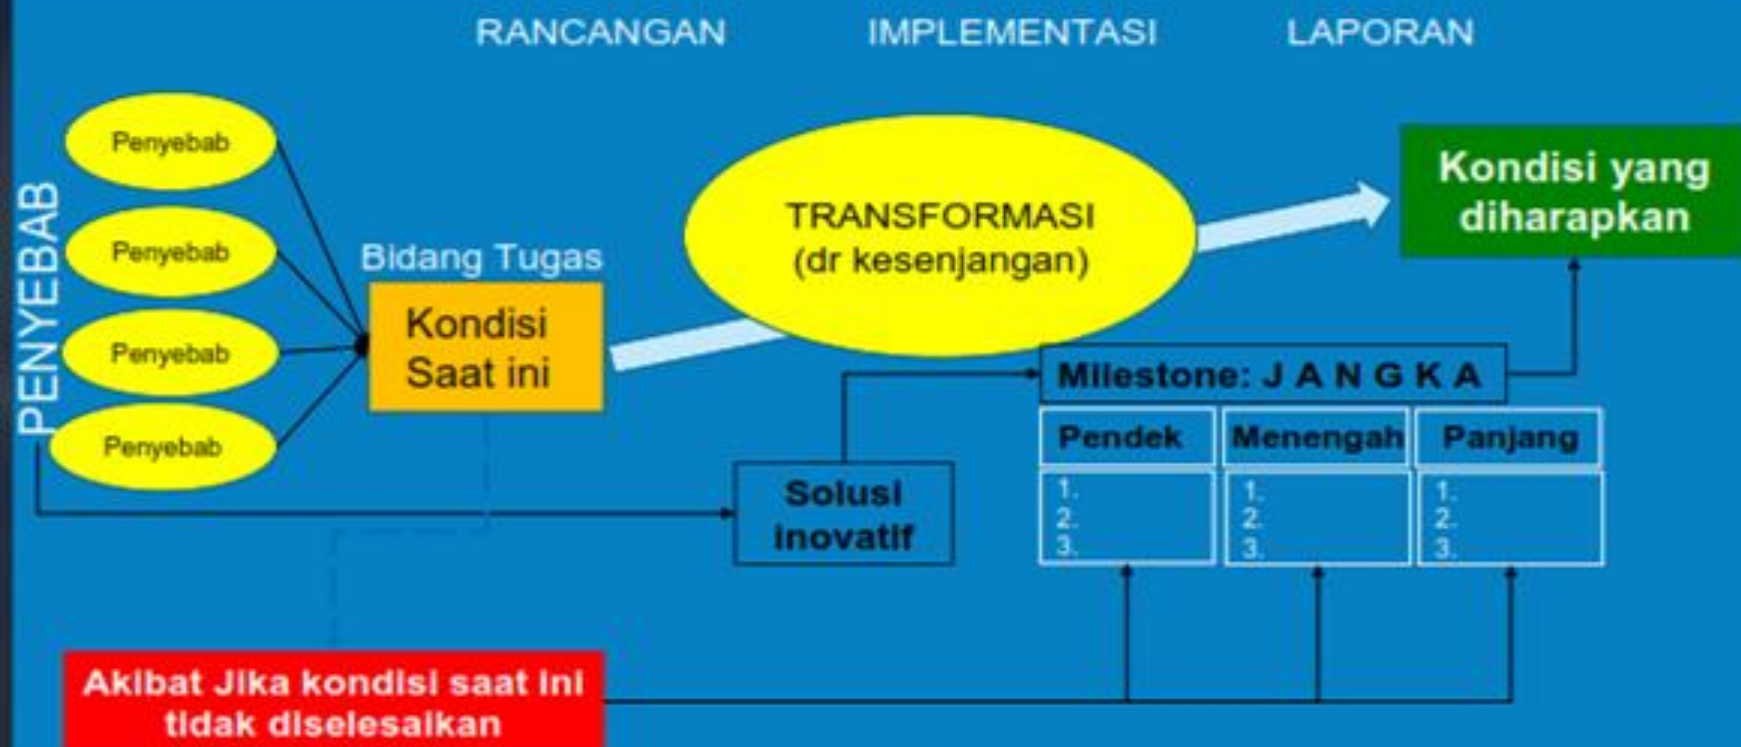 RANCANGAN IMPLEMENTASI LAPORAN
PENYEBAB
Penyebab
Penyebab
Penyebab
Penyebab
Bidang Tugas
Kondisi
Saat ini
TRANSFORMASI
(dr kesenjangan)
Kondisi yang
diharapkan
Milestone: J A N G K A
Pendek Menengah Panjang
1. 1. 1.
2. 2. 2.
3. 3. 3.
Solusi
inovatif
Akibat Jika kondisi saat ini
tidak diselesaikan